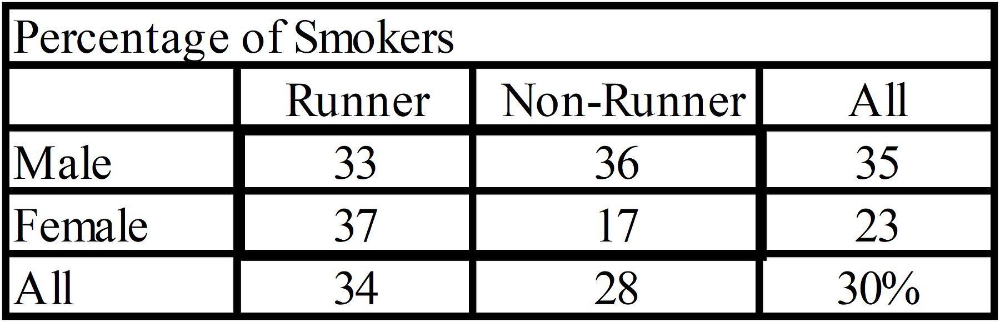 Percentage of Smokers
Runner Non-Runner All
Male 33 36 35
Female 37 17 23
All 34 28 30%